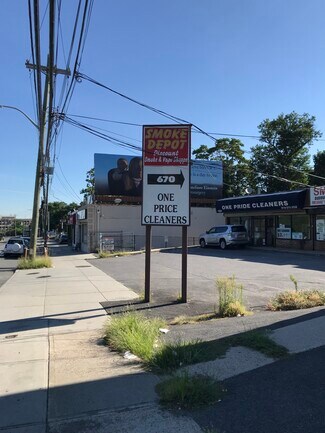 SMOKE
DEPOT
Discount
Smoke & Vape Shoppe
670
ONE
PRICE
CLEANERS
ONE PRIDE CLEANERS